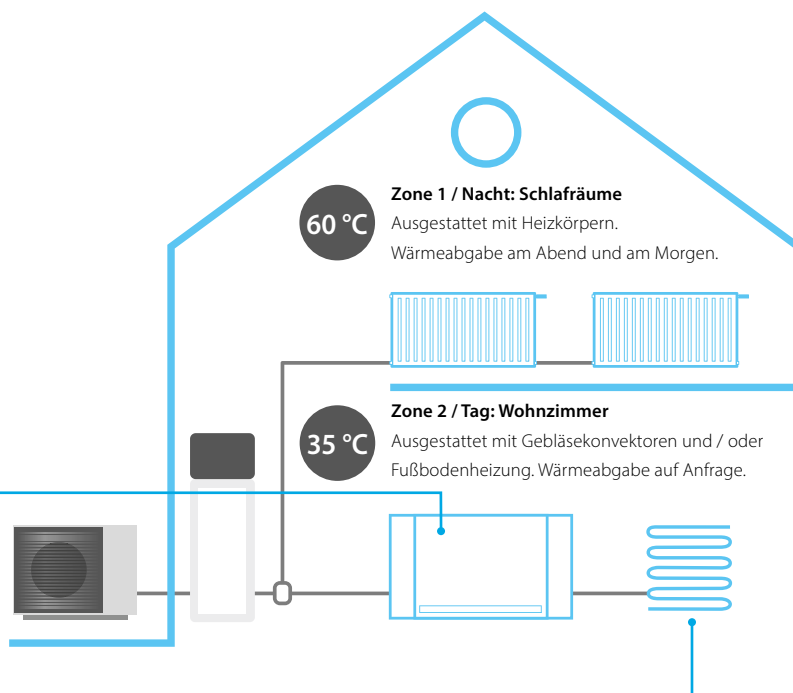 60 °C
Zone 1 / Nacht: Schlafräume
Ausgestattet mit Heizkörpern.
Wärmeabgabe am Abend und am Morgen.
35 °C
Zone 2 / Tag: Wohnzimmer
Ausgestattet mit Gebläsekonvektoren und / oder
Fußbodenheizung. Wärmeabgabe auf Anfrage.